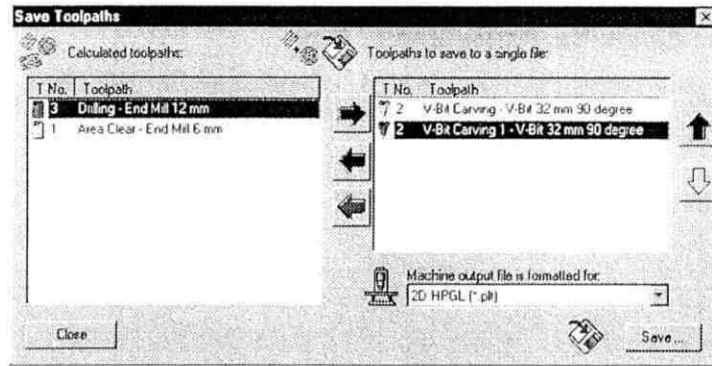 Save Toolpaths
Calculated toolpaths:
T No. Toolpath
3 Drilling - End Mill 12 mm
1 Area Clear - End Mill 6 mm
Toolpaths to save to a single file:
T No. Toolpath
2 V-Bit Carving - V-Bit 32 mm 90 degree
2 V-Bit Carving 1 - V-Bit 32 mm 90 degree
Machine output file is formatted for:
2D HPGL (*.plt)
Close
Save...